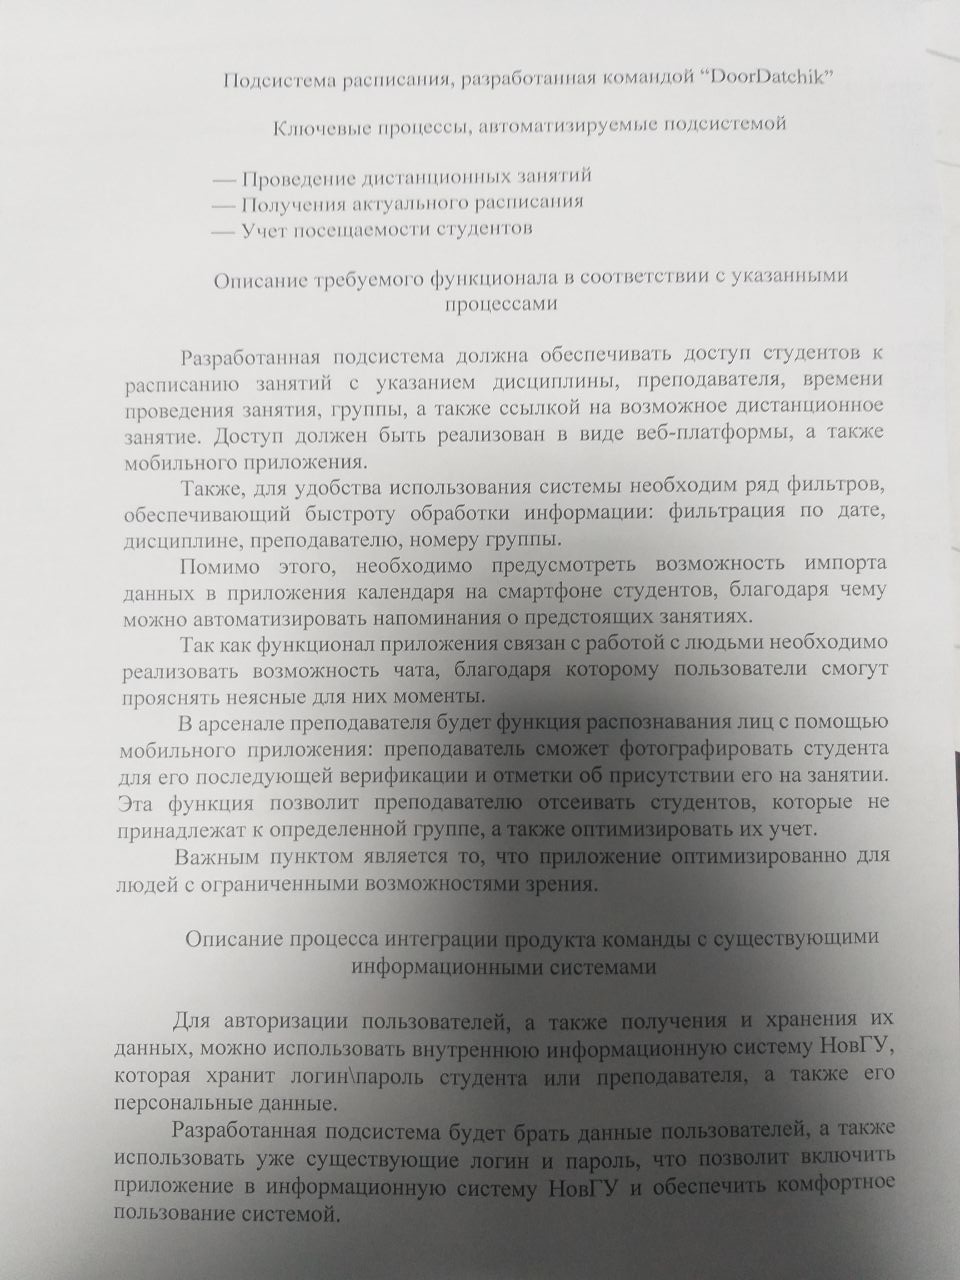 Подсистема расписания, разработанная командой “DoorDatchik”
Ключевые процессы, автоматизируемые подсистемой
— Проведение дистанционных занятий
— Получения актуального расписания
— Учет посещаемости студентов
Описание требуемого функционала в соответствии с указанными
процессами
Разработанная подсистема должна обеспечивать доступ студентов к
расписанию занятий с указанием дисциплины, преподавателя, времени
проведения занятия, группы, а также ссылкой на возможное дистанционное
занятие. Доступ должен быть реализован в виде веб-платформы, а также
мобильного приложения.
Также, для удобства использования системы необходим ряд фильтров,
обеспечивающий быстроту обработки информации: фильтрация по дате,
дисциплине, преподавателю, номеру группы.
Помимо этого, необходимо предусмотреть возможность импорта
данных в приложения календаря на смартфоне студентов, благодаря чему
можно автоматизировать напоминания о предстоящих занятиях.
Так как функционал приложения связан с работой с людьми необходимо
реализовать возможность чата, благодаря которому пользователи смогут
прояснять неясные для них моменты.
В арсенале преподавателя будет функция распознавания лиц с помощью
мобильного приложения: преподаватель сможет фотографировать студента
для его последующей верификации и отметки об присутствии его на занятии.
Эта функция позволит преподавателю отсеивать студентов, которые не
принадлежат к определенной группе, а также оптимизировать их учет.
Важным пунктом является то, что приложение оптимизированно для
людей с ограниченными возможностями зрения.
Описание процесса интеграции продукта команды с существующими
информационными системами
Для авторизации пользователей, а также получения и хранения их
данных, можно использовать внутреннюю информационную систему НовГУ,
которая хранит логин\пароль студента или преподавателя, а также его
персональные данные.
Разработанная подсистема будет брать данные пользователей, а также
использовать уже существующие логин и пароль, что позволит включить
приложение в информационную систему НовГУ и обеспечить комфортное
пользование системой.